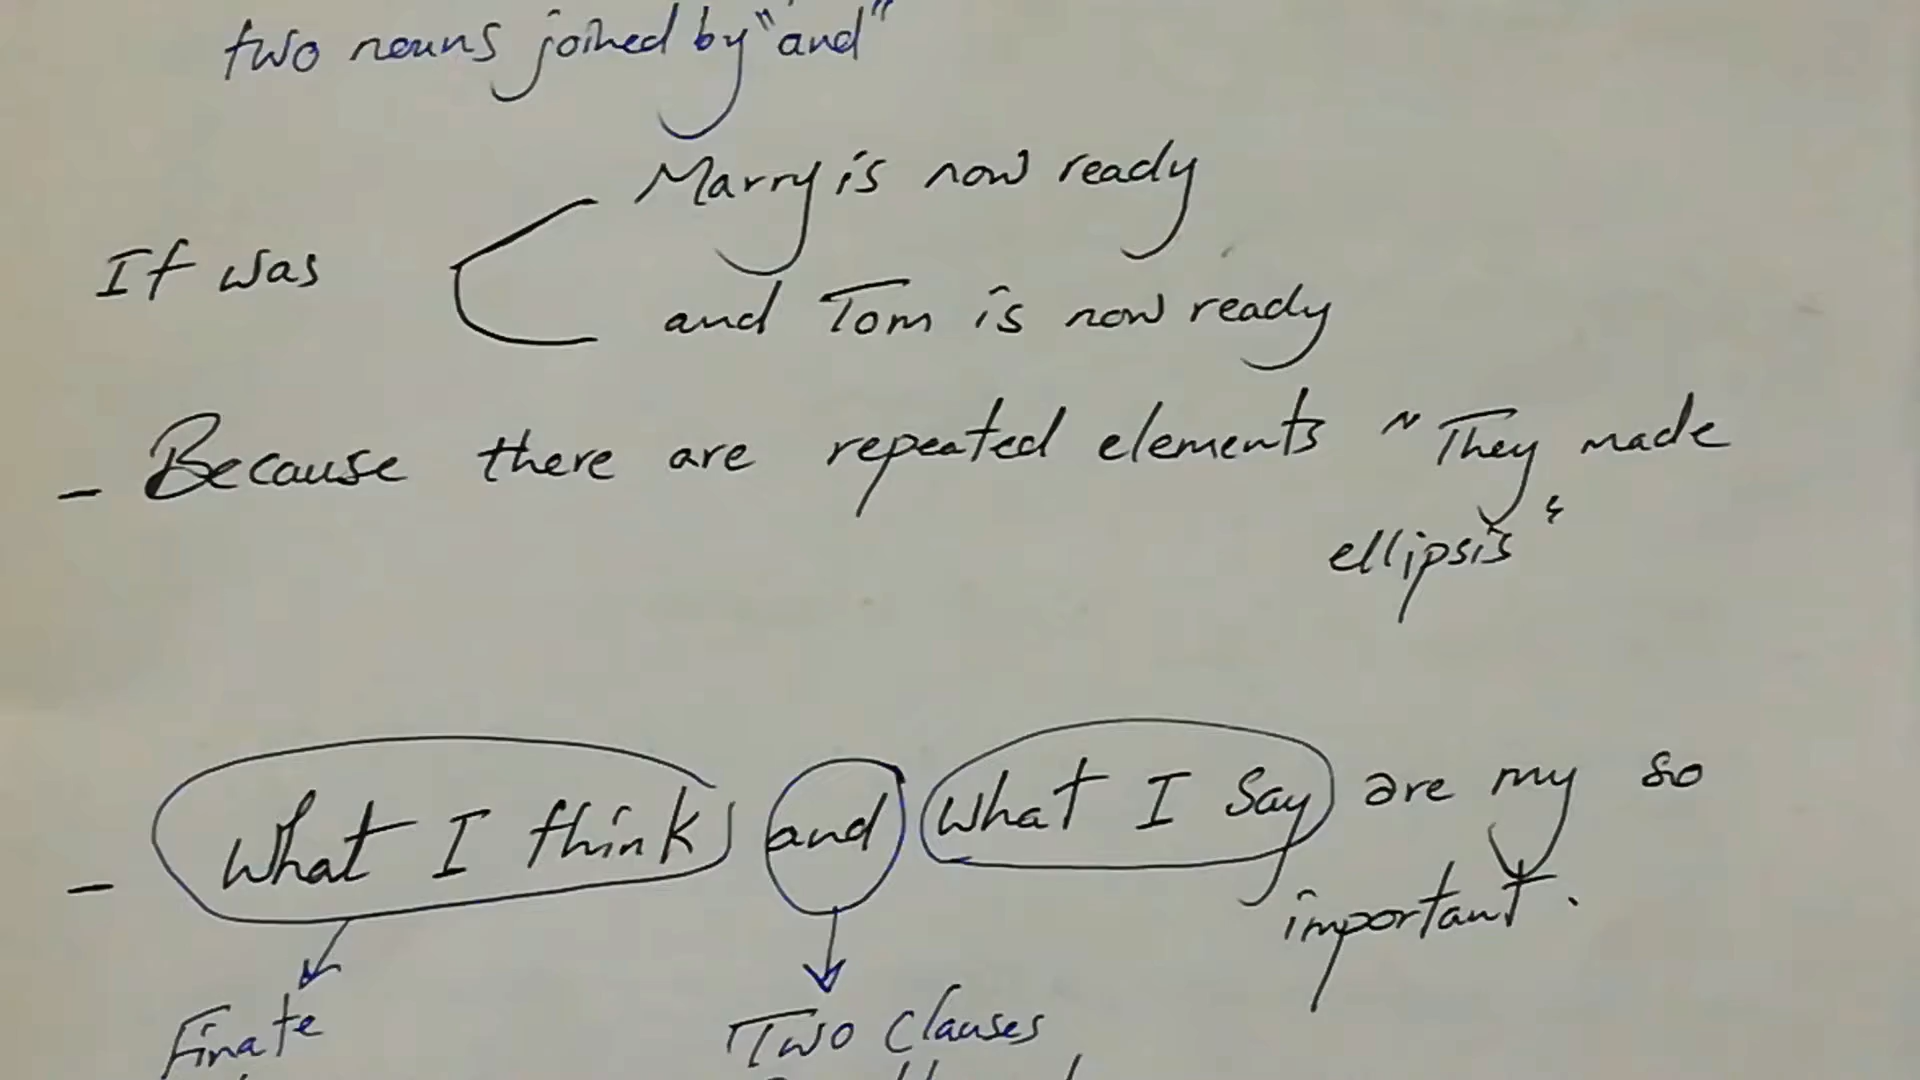 two nouns joined by "and"
Marry is now ready
It was
and Tom is now ready
- Because there are repeated elements "They made
ellipsis"
- What I think and what I say are my so
important.
Finate
Two Clauses